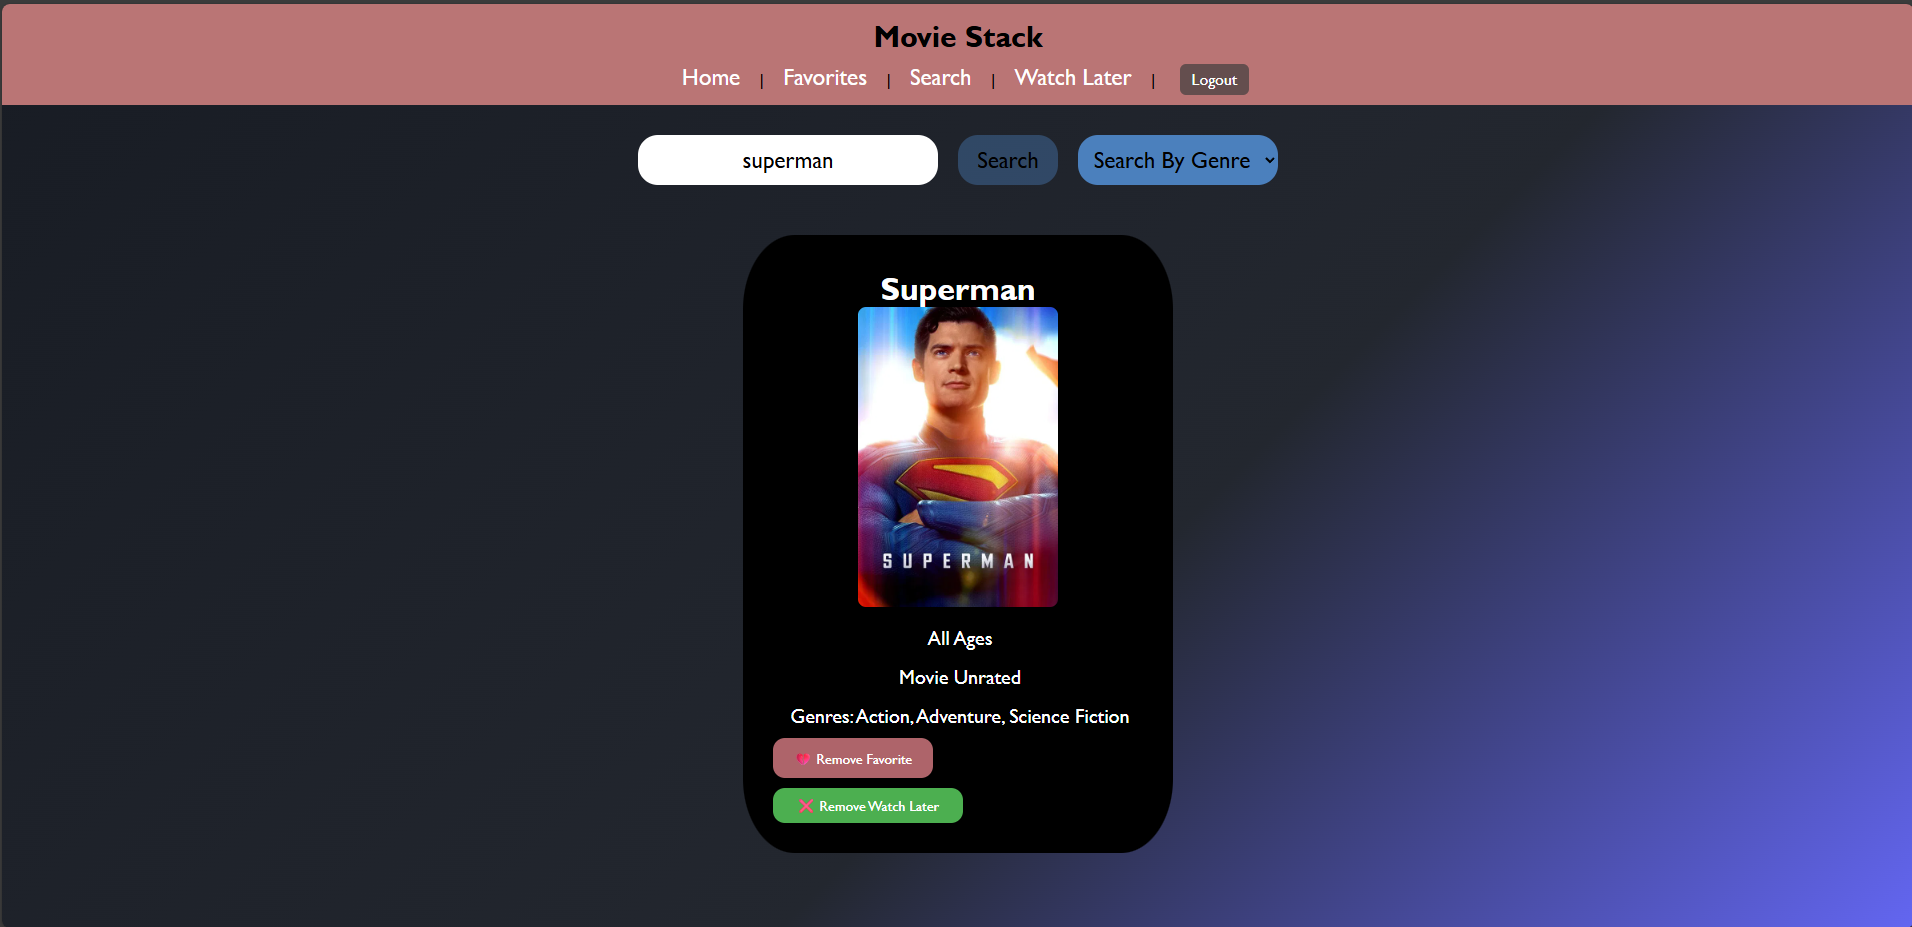 Movie Stack
Home | Favorites | Search | Watch Later | Logout
superman Search Search By Genre
Superman
SUPERMAN
All Ages
Movie Unrated
Genres: Action, Adventure, Science Fiction
💗 Remove Favorite
❌ Remove Watch Later